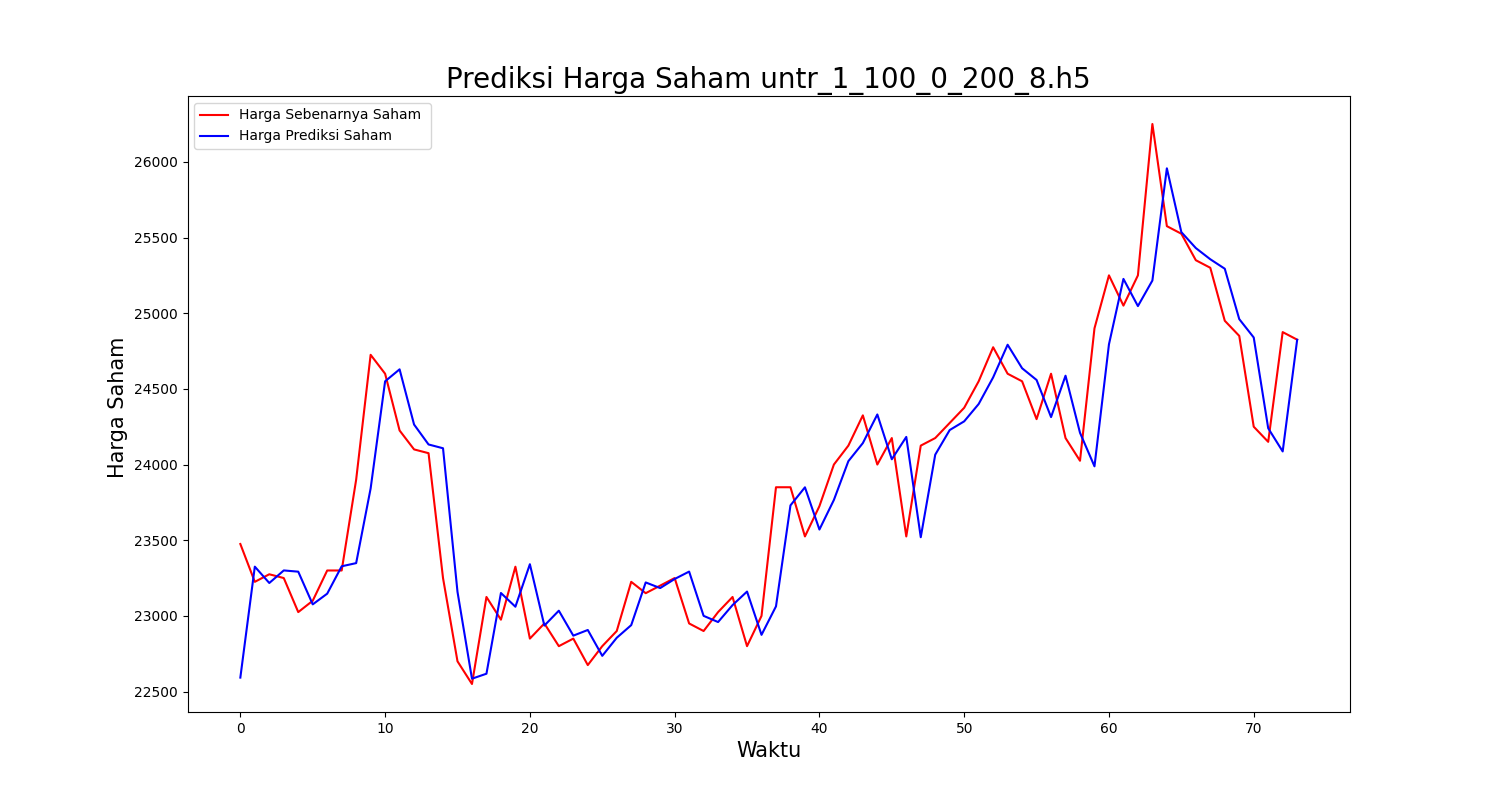 Prediksi Harga Saham untr_1_100_0_200_8.h5
Harga Sebenarnya Saham
Harga Prediksi Saham
Harga Saham
26000
25500
25000
24500
24000
23500
23000
22500
0 10 20 30 40 50 60 70
Waktu